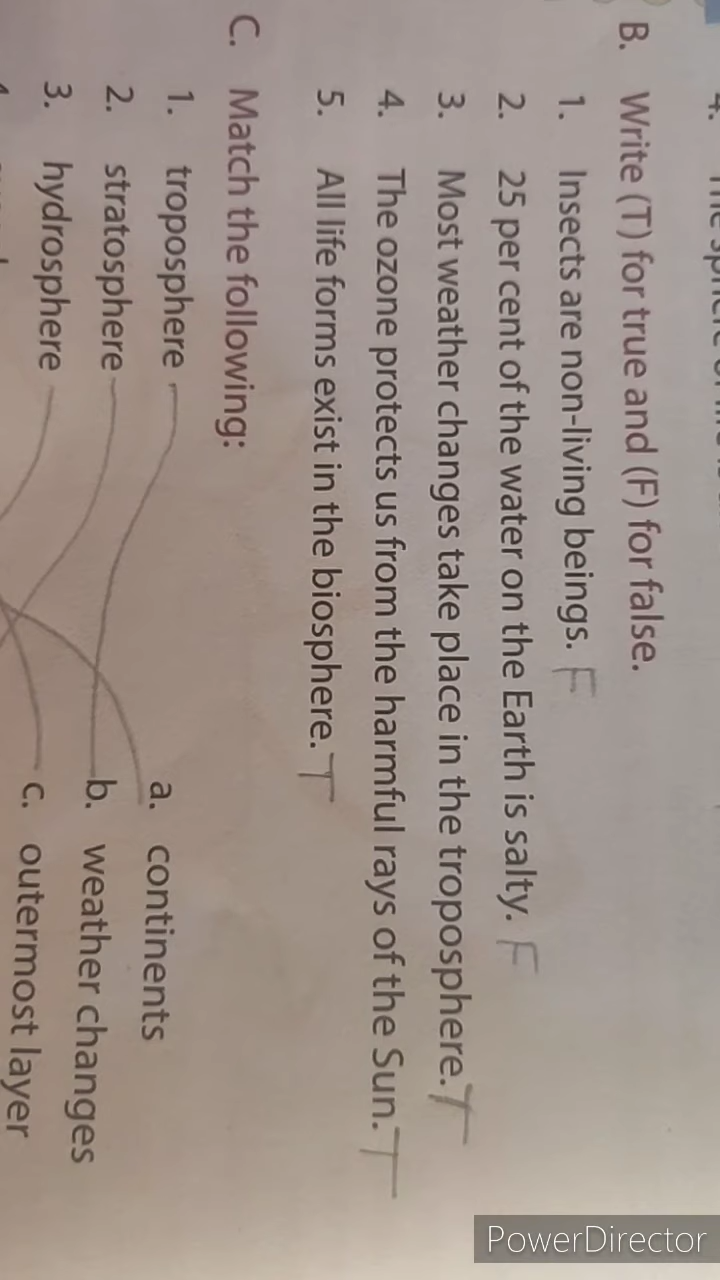 B. Write (T) for true and (F) for false.
1. Insects are non-living beings. F
2. 25 per cent of the water on the Earth is salty. F
3. Most weather changes take place in the troposphere. T
4. The ozone protects us from the harmful rays of the Sun. T
5. All life forms exist in the biosphere. T
C. Match the following:
1. troposphere a. continents
2. stratosphere b. weather changes
3. hydrosphere c. outermost layer
PowerDirector